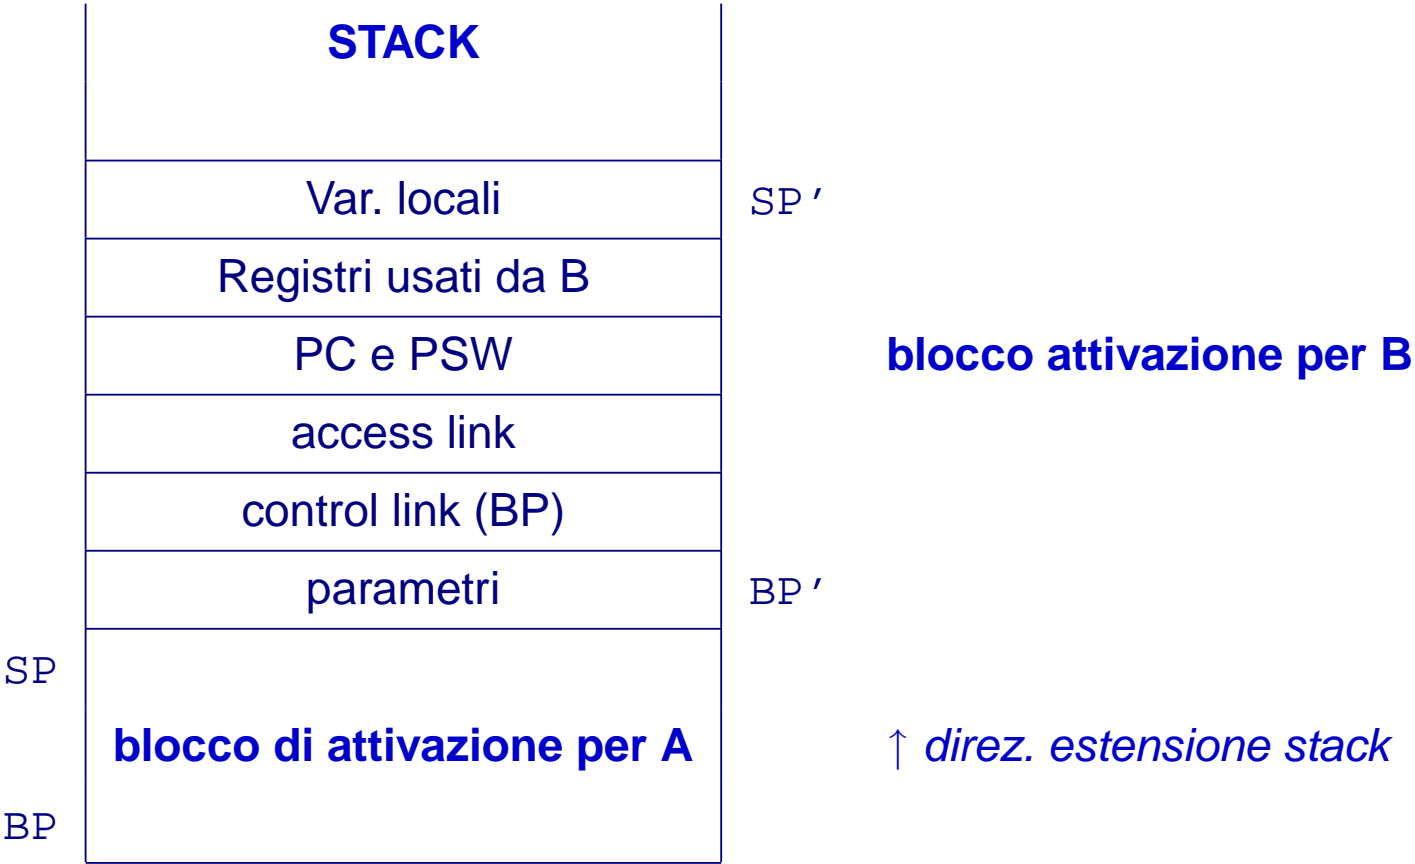 STACK
Var. locali SP'
Registri usati da B
PC e PSW blocco attivazione per B
access link
control link (BP)
parametri BP'
SP
blocco di attivazione per A ↑ direz. estensione stack
BP